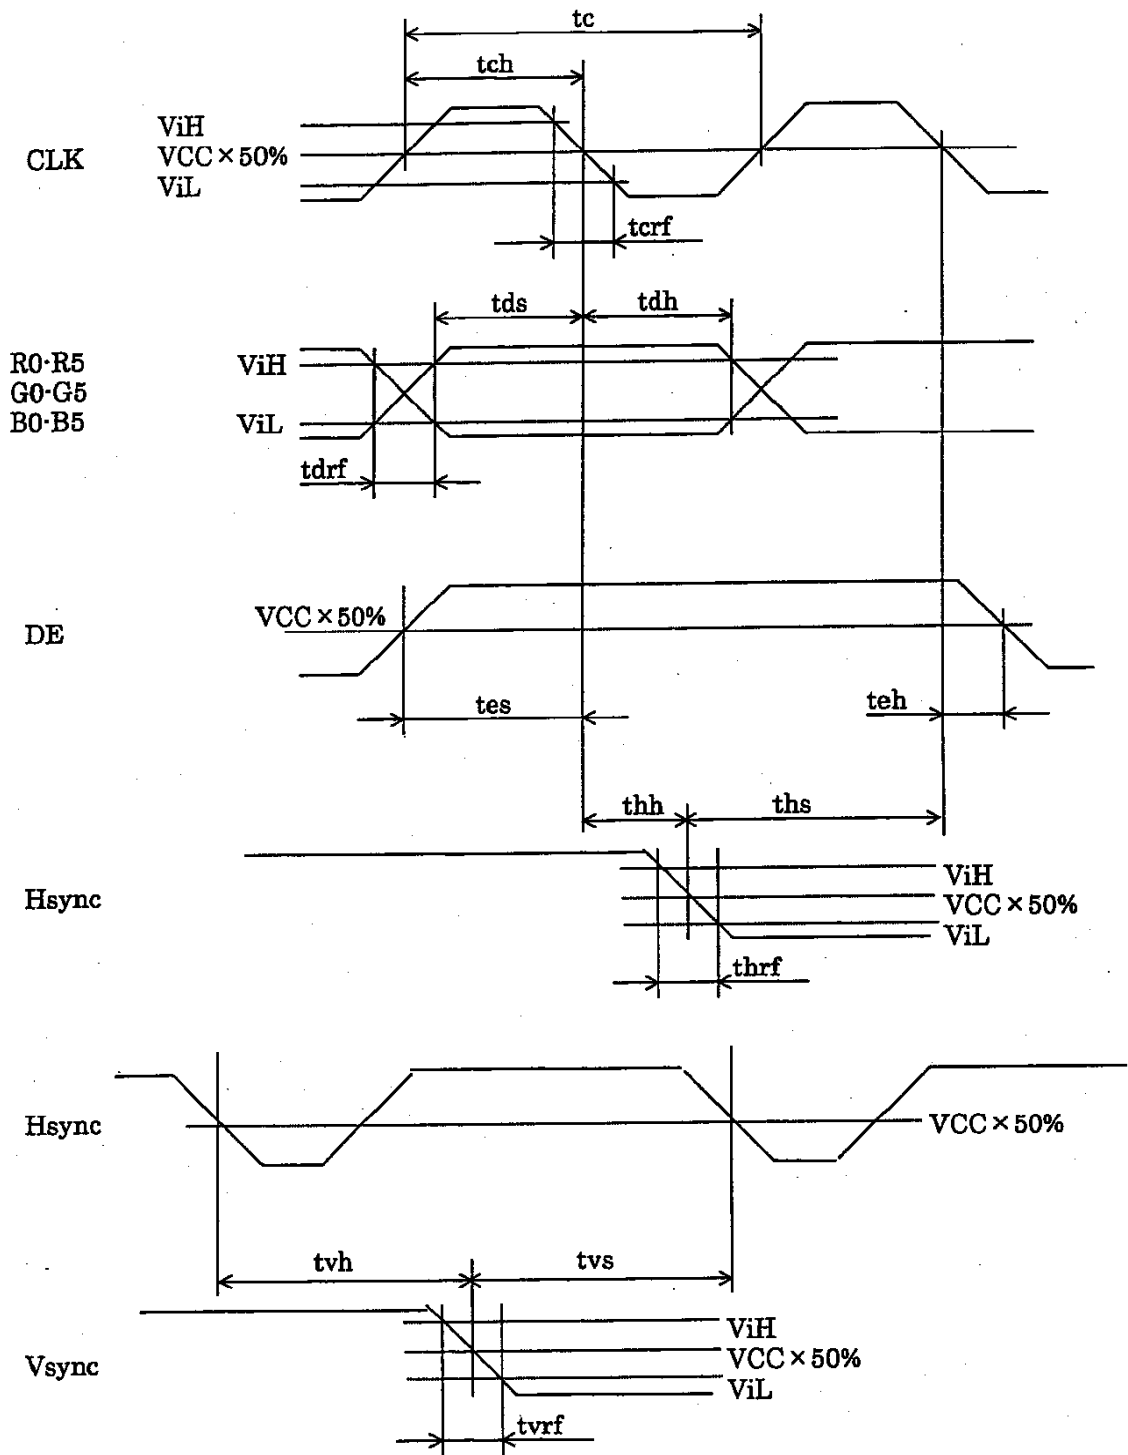 tc
tch
ViH
CLK
VCC×50%
ViL
tcrf
tds
tdh
R0-R5
ViH
G0-G5
B0-B5
ViL
tdrf
VCC×50%
DE
tes
teh
thh
ths
ViH
Hsync
VCC×50%
ViL
thrf
Hsync
VCC×50%
tvh
tvs
ViH
VCC×50%
Vsync
ViL
tvrf